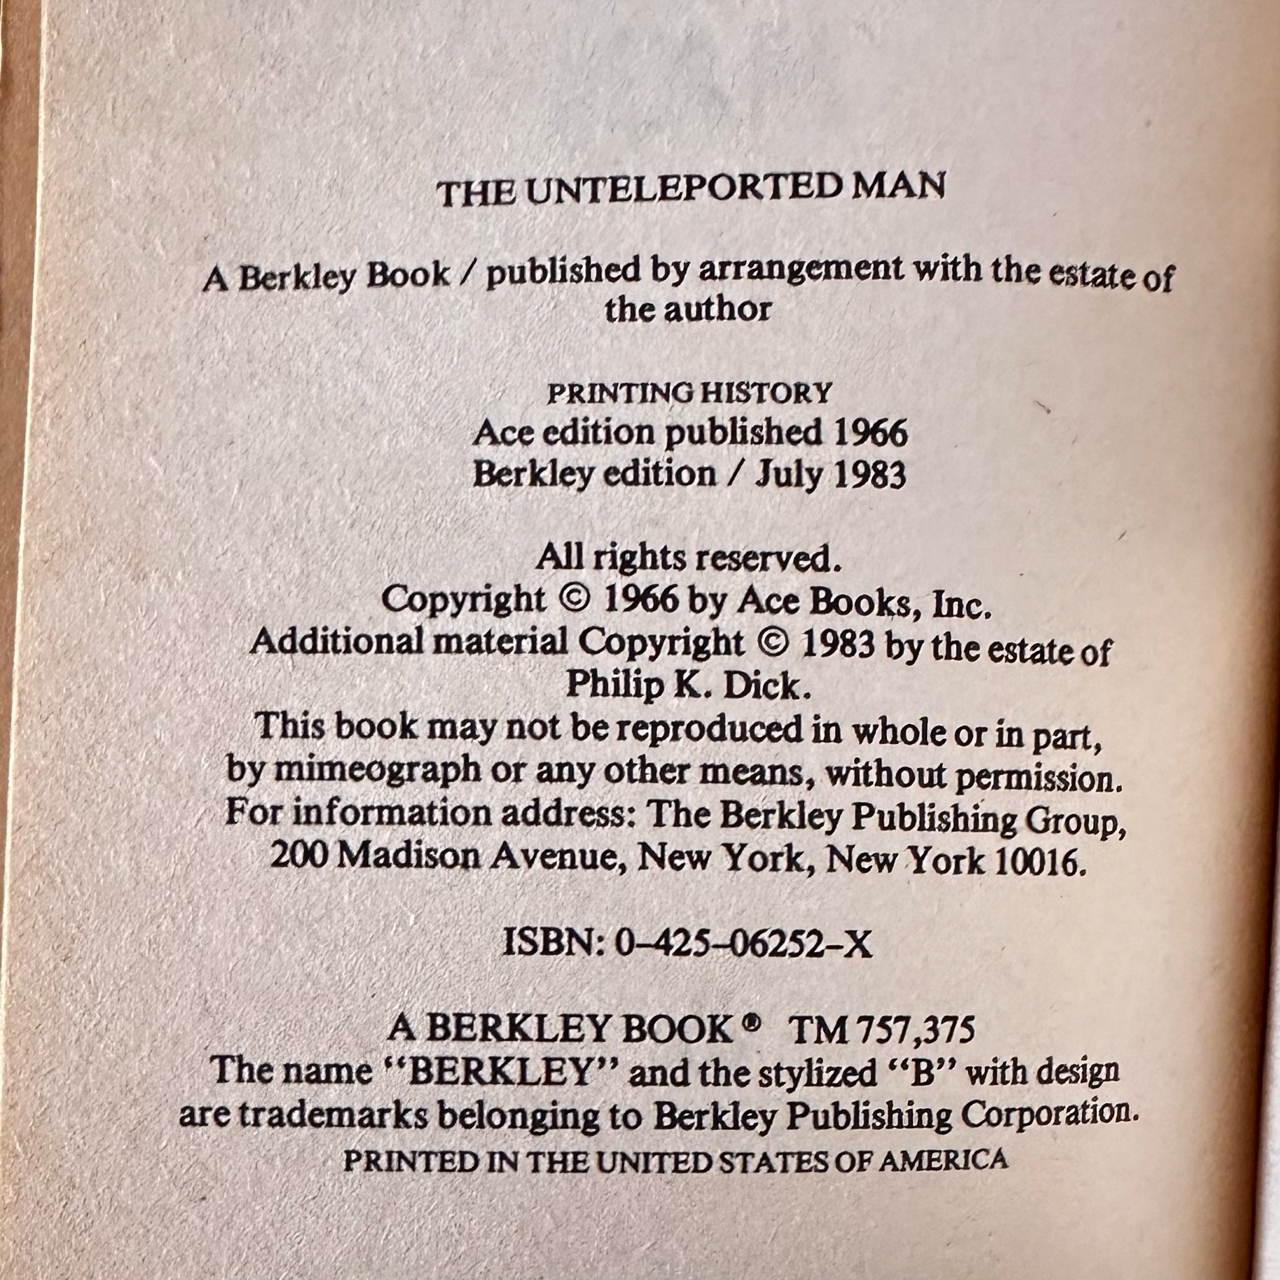 THE UNTELEPORTED MAN
A Berkley Book / published by arrangement with the estate of
the author
PRINTING HISTORY
Ace edition published 1966
Berkley edition / July 1983
All rights reserved.
Copyright © 1966 by Ace Books, Inc.
Additional material Copyright © 1983 by the estate of
Philip K. Dick.
This book may not be reproduced in whole or in part,
by mimeograph or any other means, without permission.
For information address: The Berkley Publishing Group,
200 Madison Avenue, New York, New York 10016.
ISBN: 0–425–06252–X
A BERKLEY BOOK ® TM 757,375
The name “BERKLEY” and the stylized “B” with design
are trademarks belonging to Berkley Publishing Corporation.
PRINTED IN THE UNITED STATES OF AMERICA